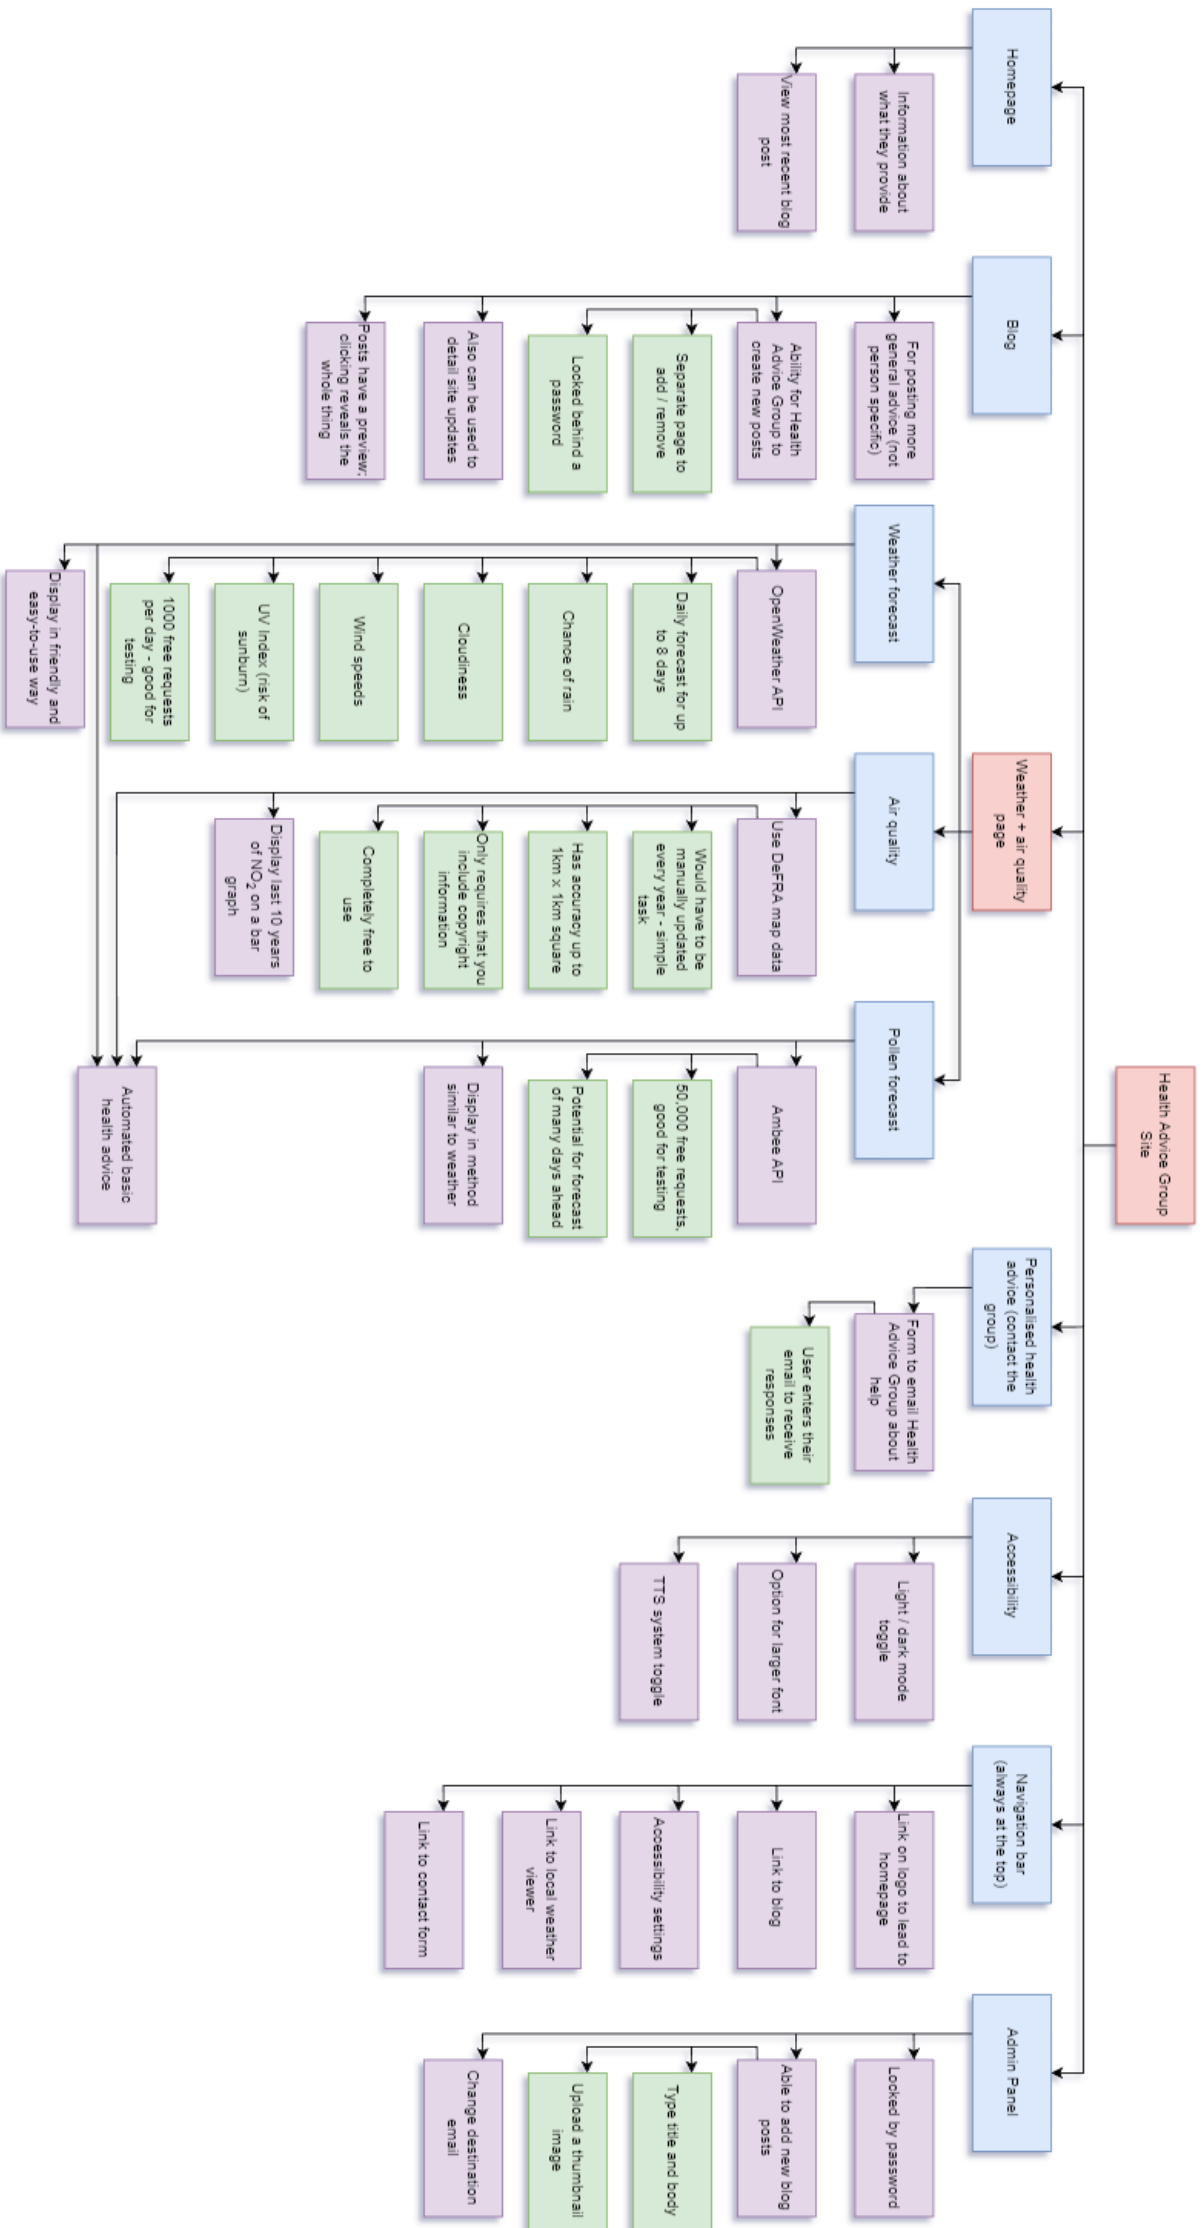 Health Advice Group
Site
Homepage
Information about
what they provide
View most recent blog
post
Blog
For posting more
general advice (not
person specific)
Ability for Health
Advice Group to
create new posts
Separate page to
add / remove
Locked behind a
password
Also can be used to
detail site updates
Posts have a preview;
clicking reveals the
whole thing
Weather + air quality
page
Weather forecast
OpenWeather API
Daily forecast for up
to 8 days
Chance of rain
Cloudiness
Wind speeds
UV Index (risk of
sunburn)
1000 free requests
per day - good for
testing
Display in friendly and
easy-to-use way
Air quality
Use DeFRA map data
Would have to be
manually updated
every year - simple
task
Has accuracy up to
1km x 1km square
Only requires that you
include copyright
information
Completely free to
use
Display last 10 years
of NO₂ on a bar
graph
Pollen forecast
Ambee API
50,000 free requests,
good for testing
Potential for forecast
of many days ahead
Display in method
similar to weather
Automated basic
health advice
Personalised health
advice (contact the
group)
Form to email Health
Advice Group about
help
User enters their
email to receive
responses
Accessibility
Light / dark mode
toggle
Option for larger font
TTS system toggle
Navigation bar
(always at the top)
Link on logo to lead to
homepage
Link to blog
Accessibility settings
Link to local weather
viewer
Link to contact form
Admin Panel
Locked by password
Able to add new blog
posts
Type title and body
Upload a thumbnail
image
Change destination
email